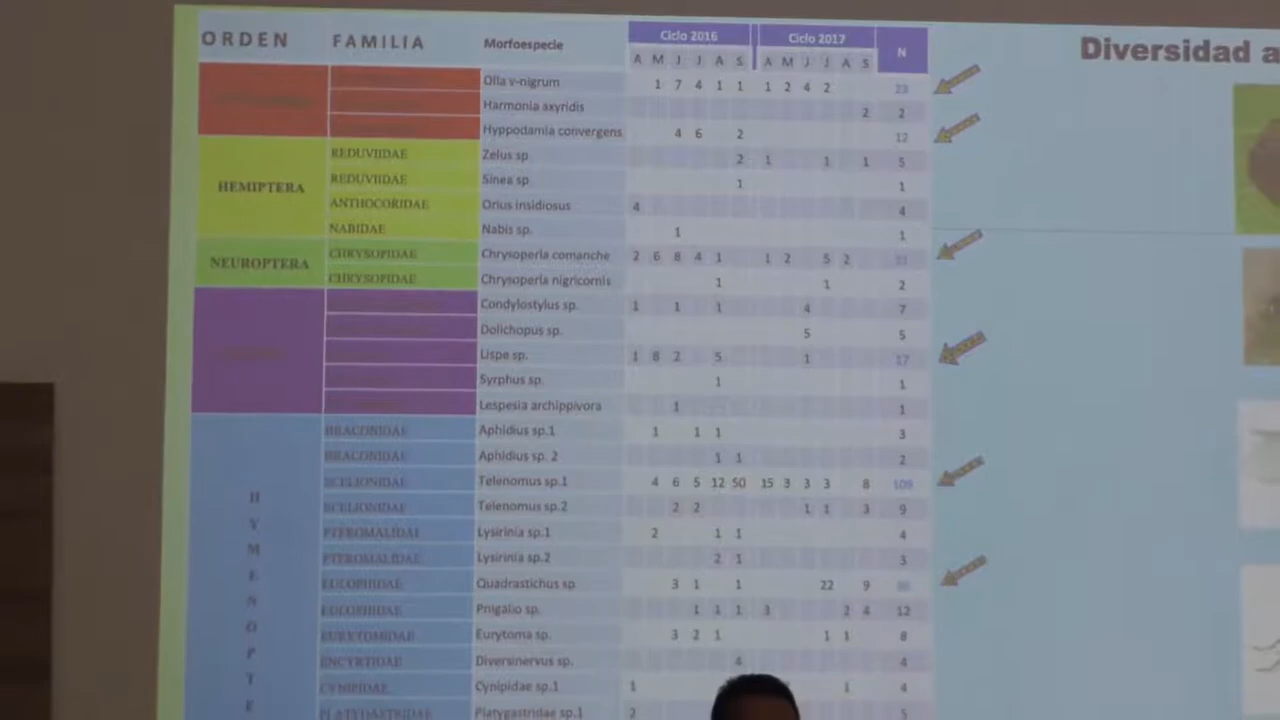 ORDEN FAMILIA Morfoespecie Ciclo 2016 Ciclo 2017 N Diversidad a
A M J J A S A M J J A S
Olla v-nigrum 1 7 4 1 1 1 2 4 2 23
Harmonia axyridis 2 2
Hyppodamia convergens 4 6 2 12
HEMIPTERA
REDUVIIDAE Zelus sp. 2 1 1 1 5
REDUVIIDAE Sinea sp 1 1
ANTHOCORIDAE Orius insidiosus 4 4
NABIDAE Nabis sp. 1 1
NEUROPTERA
CHRYSOPIDAE Chrysoperla comanche 2 6 8 4 1 1 2 5 2
CHRYSOPIDAE Chrysoperla nigricornis 1 1 2
Condylostylus sp. 1 1 1 4 7
Dolichopus sp. 5 5
Lispe sp. 1 8 2 5 1 17
Syrphus sp. 1 1
Lespesia archippivora 1 1
HYMENOPTE
BRACONIDAE Aphidius sp.1 1 1 1 3
BRACONIDAE Aphidius sp. 2 1 1 2
SCELIONIDAE Telenomus sp.1 4 6 5 12 50 15 3 3 3 8 109
SCELIONIDAE Telenomus sp.2 2 2 1 1 3 9
PTEROMALIDAE Lysirinia sp.1 2 1 1 4
PTEROMALIDAE Lysirinia sp.2 2 1 3
EULOPHIDAE Quadrastichus sp 3 1 1 22 9
EULOPHIDAE Pnigalio sp. 1 1 1 3 2 4 12
EURYTOMIDAE Eurytoma sp. 3 2 1 1 1 8
ENCYRTIDAE Diversinervus sp. 4 4
CYNIPIDAE Cynipidae sp.1 1 1 4
PLATYGASTRIDAE Platygastridae sp.1 2 5